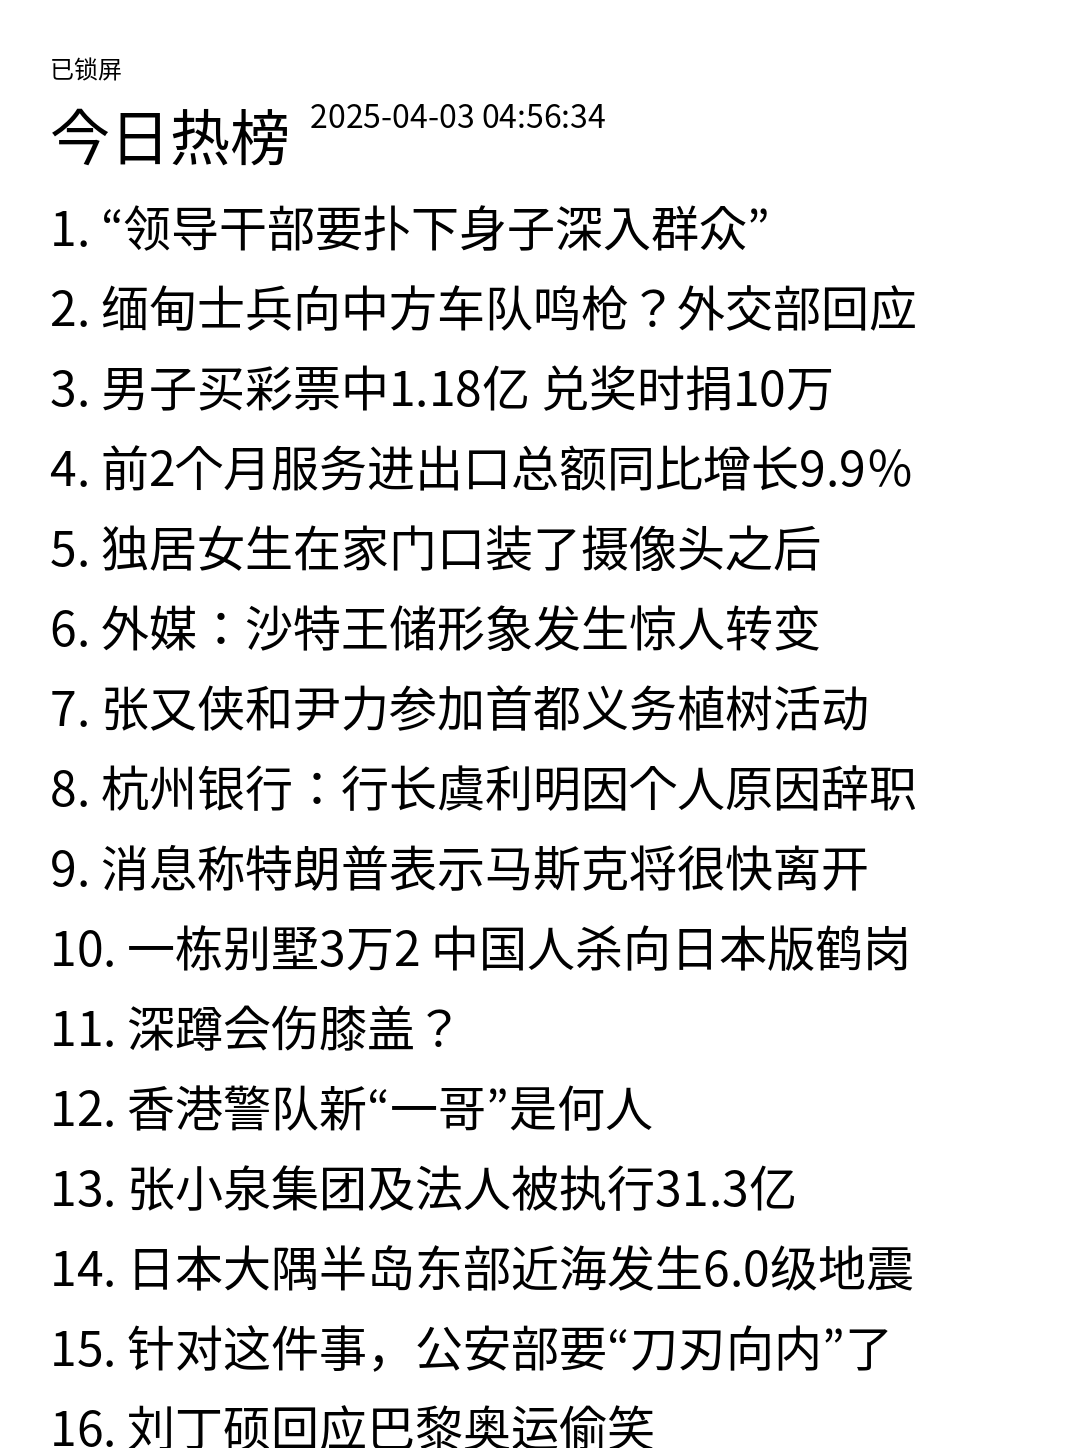 已锁屏
今日热榜 2025-04-03 04:56:34
1. “领导干部要扑下身子深入群众”
2. 缅甸士兵向中方车队鸣枪？外交部回应
3. 男子买彩票中1.18亿 兑奖时捐10万
4. 前2个月服务进出口总额同比增长9.9%
5. 独居女生在家门口装了摄像头之后
6. 外媒：沙特王储形象发生惊人转变
7. 张又侠和尹力参加首都义务植树活动
8. 杭州银行：行长虞利明因个人原因辞职
9. 消息称特朗普表示马斯克将很快离开
10. 一栋别墅3万2 中国人杀向日本版鹤岗
11. 深蹲会伤膝盖？
12. 香港警队新“一哥”是何人
13. 张小泉集团及法人被执行31.3亿
14. 日本大隅半岛东部近海发生6.0级地震
15. 针对这件事，公安部要“刀刃向内”了
16. 刘丁硕回应巴黎奥运偷笑